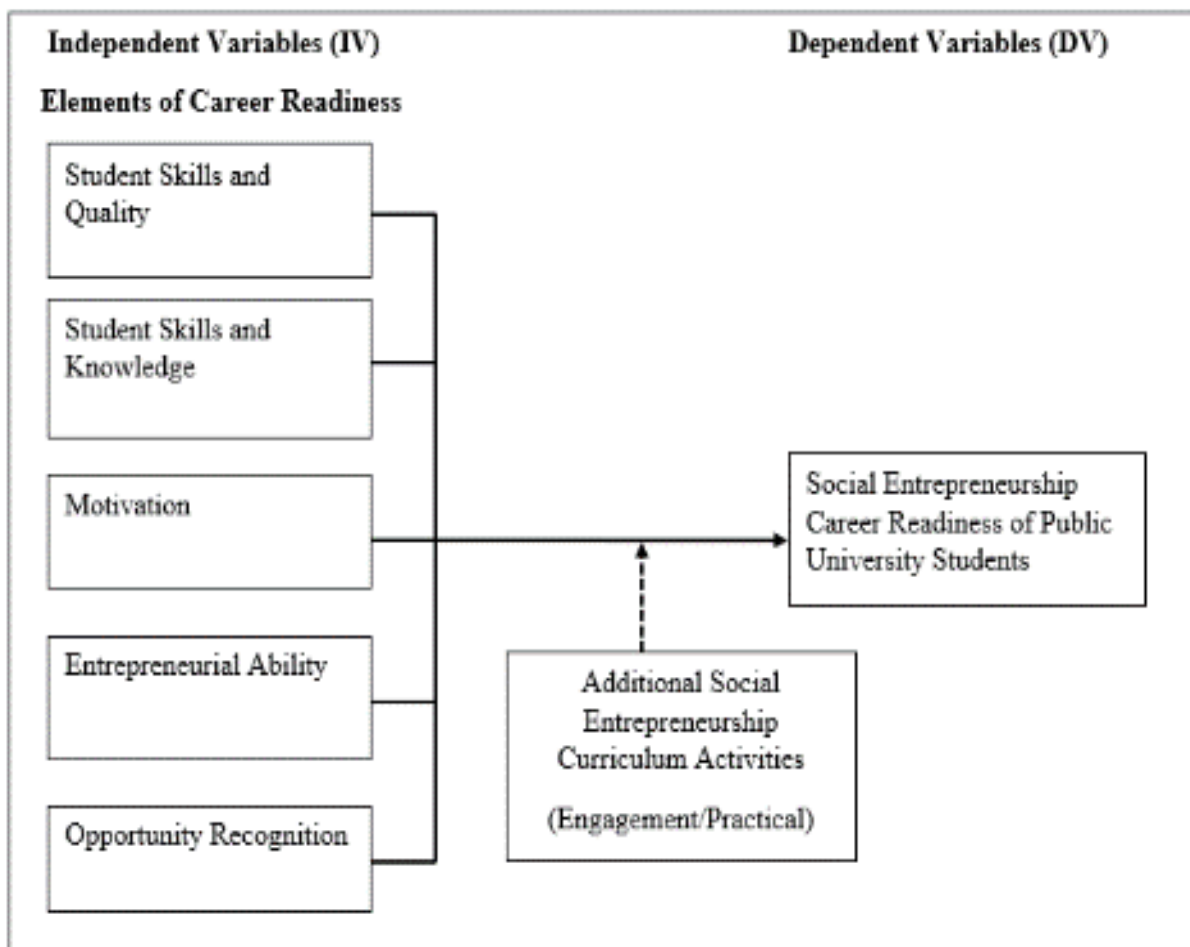 Independent Variables (IV)
Dependent Variables (DV)
Elements of Career Readiness
Student Skills and
Quality
Student Skills and
Knowledge
Motivation
Entrepreneurial Ability
Opportunity Recognition
Social Entrepreneurship
Career Readiness of Public
University Students
Additional Social
Entrepreneurship
Curriculum Activities
(Engagement/Practical)